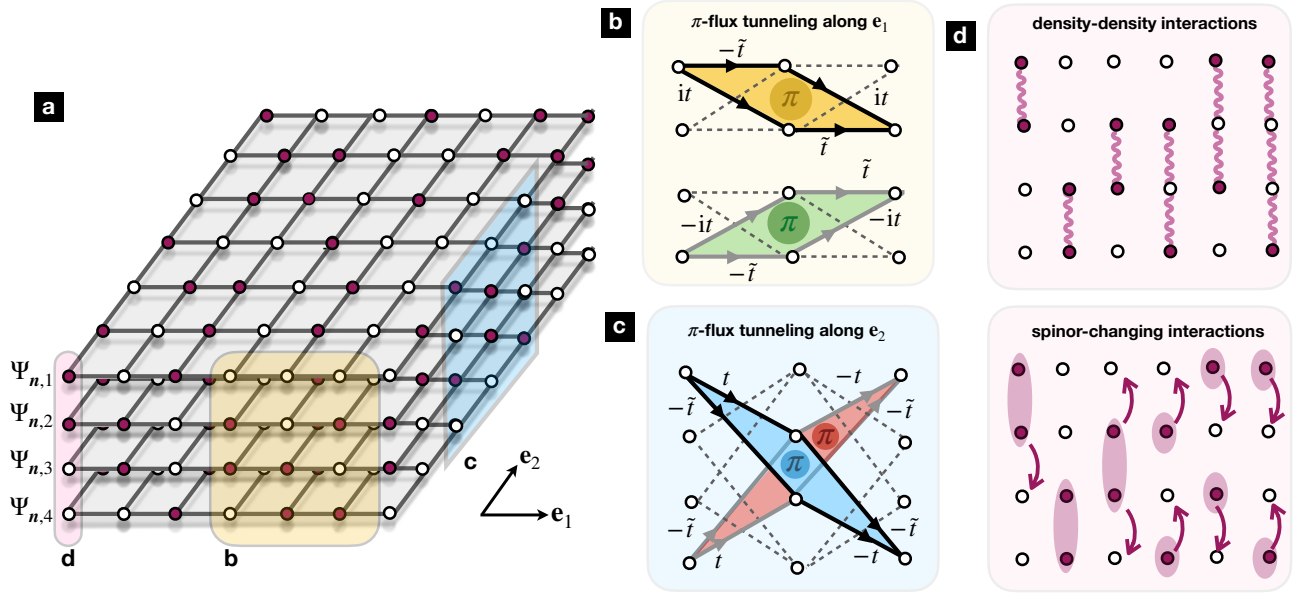 a
Ψn,1
Ψn,2
Ψn,3
Ψn,4
d
b
c
e2
e1
b
π-flux tunneling along e1
−t̃
it
π
it
t̃
t̃
−it
π
−it
−t̃
c
π-flux tunneling along e2
t
−t
−t̃
−t̃
π
π
−t̃
−t̃
t
−t
d
density-density interactions
spinor-changing interactions